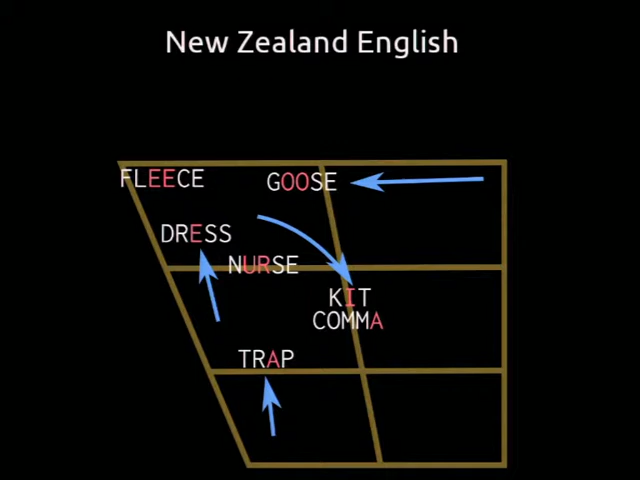 New Zealand English
FLEECE
GOOSE
DRESS
NURSE
KIT
COMMA
TRAP